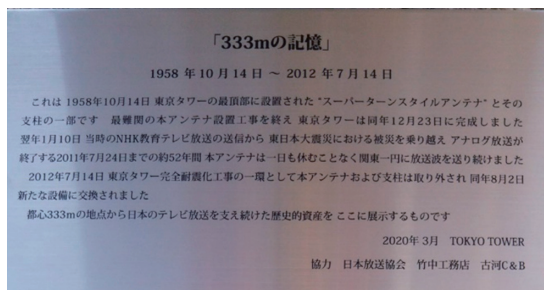 「333mの記憶」
1958 年 10 月 14 日 ～ 2012 年 7 月 14 日
これは 1958年10月14日 東京タワーの最頂部に設置された "スーパーターンスタイルアンテナ" とその
支柱の一部です　最難関の本アンテナ設置工事を終え 東京タワーは同年12月23日に完成しました
翌年1月10日 当時のNHK教育テレビ放送の送信から 東日本大震災における被災を乗り越え アナログ放送が
終了する2011年7月24日までの約52年間 本アンテナは一日も休むことなく関東一円に放送波を送り続けました
2012年7月14日 東京タワー完全耐震化工事の一環として本アンテナおよび支柱は取り外され 同年8月2日
新たな設備に交換されました
都心333mの地点から日本のテレビ放送を支え続けた歴史的資産を ここに展示するものです
2020年 3月　TOKYO TOWER
協力　日本放送協会　竹中工務店　古河C＆B